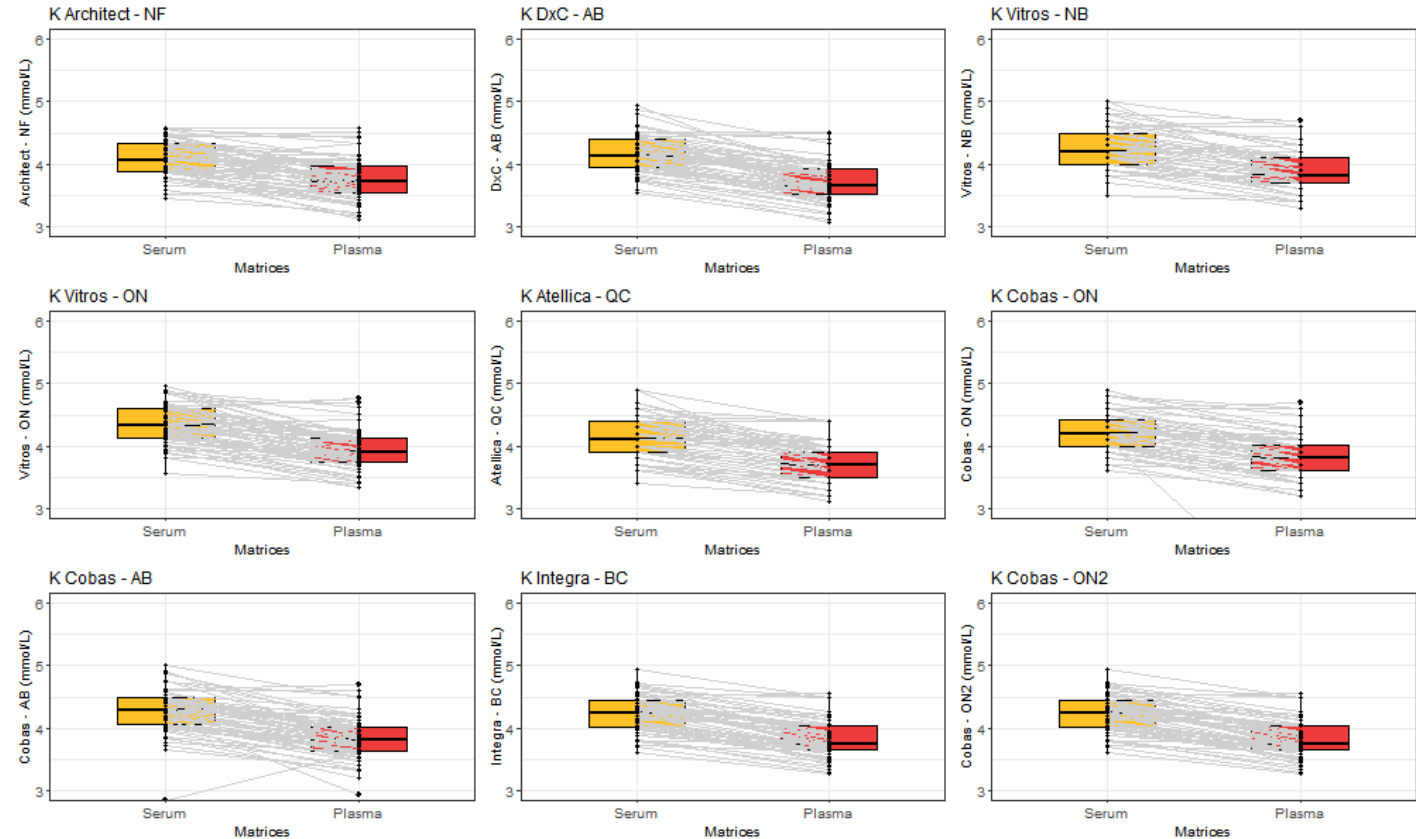 K Architect - NF
Architect - NF (mmol/L)
6
5
4
3
Serum
Plasma
Matrices
K DxC - AB
DxC - AB (mmol/L)
6
5
4
3
Serum
Plasma
Matrices
K Vitros - NB
Vitros - NB (mmol/L)
6
5
4
3
Serum
Plasma
Matrices
K Vitros - ON
Vitros - ON (mmol/L)
6
5
4
3
Serum
Plasma
Matrices
K Atellica - QC
Atellica - QC (mmol/L)
6
5
4
3
Serum
Plasma
Matrices
K Cobas - ON
Cobas - ON (mmol/L)
6
5
4
3
Serum
Plasma
Matrices
K Cobas - AB
Cobas - AB (mmol/L)
6
5
4
3
Serum
Plasma
Matrices
K Integra - BC
Integra - BC (mmol/L)
6
5
4
3
Serum
Plasma
Matrices
K Cobas - ON2
Cobas - ON2 (mmol/L)
6
5
4
3
Serum
Plasma
Matrices